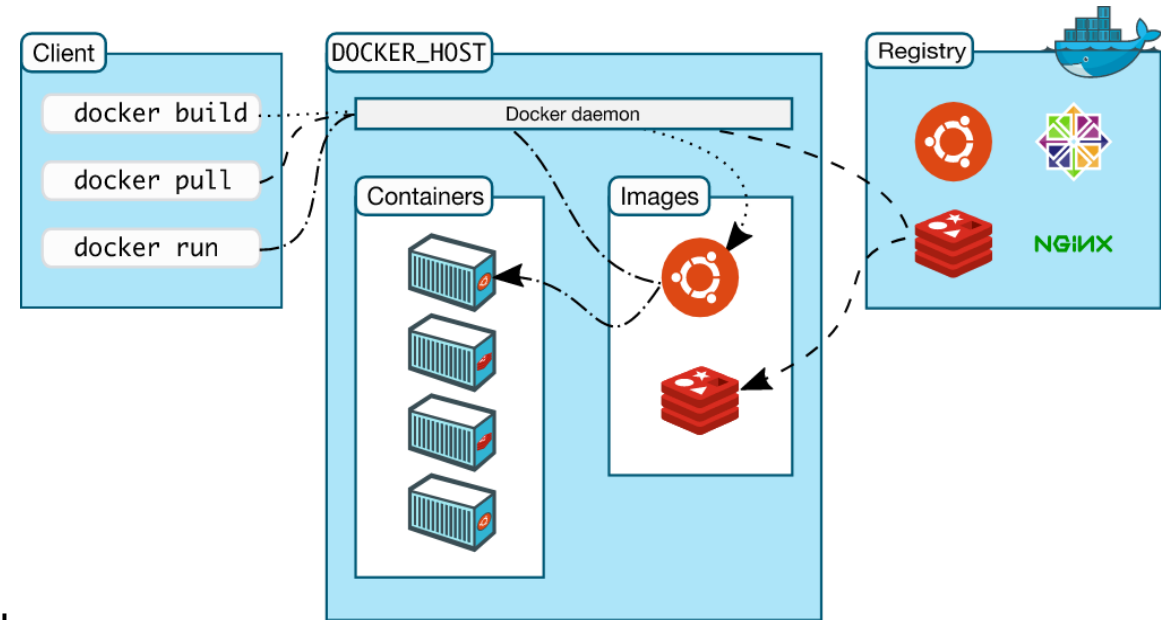 Client
docker build
docker pull
docker run
DOCKER_HOST
Docker daemon
Containers
Images
Registry
NGINX